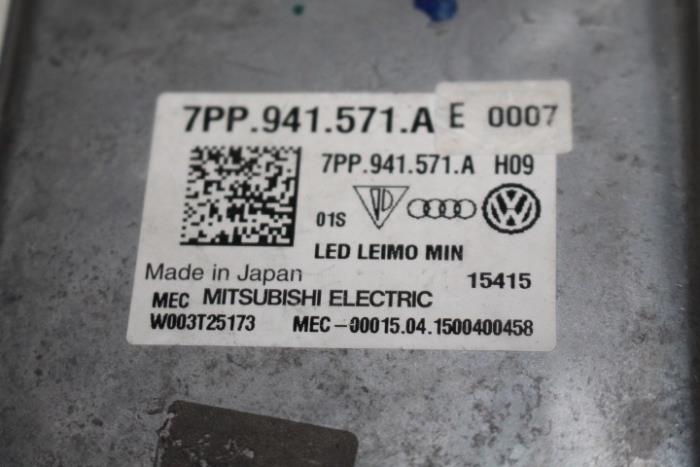 7PP.941.571.A E 0007
7PP.941.571.A H09
01S
LED LEIMO MIN
Made in Japan 15415
MEC MITSUBISHI ELECTRIC
W003T25173 MEC-00015.04.1500400458